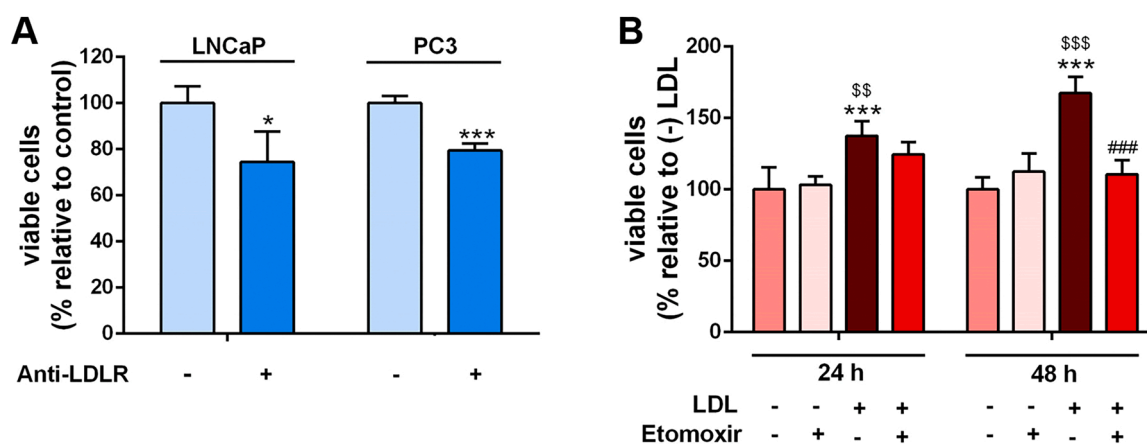 A
LNCaP PC3
viable cells
(% relative to control)
120
100
80
60
40
20
0
*
***
Anti-LDLR - + - +
B
viable cells
(% relative to (-) LDL
200
150
100
50
0
$$
***
$$$
***
###
24 h 48 h
LDL - - + + - - + +
Etomoxir - + - + - + - +